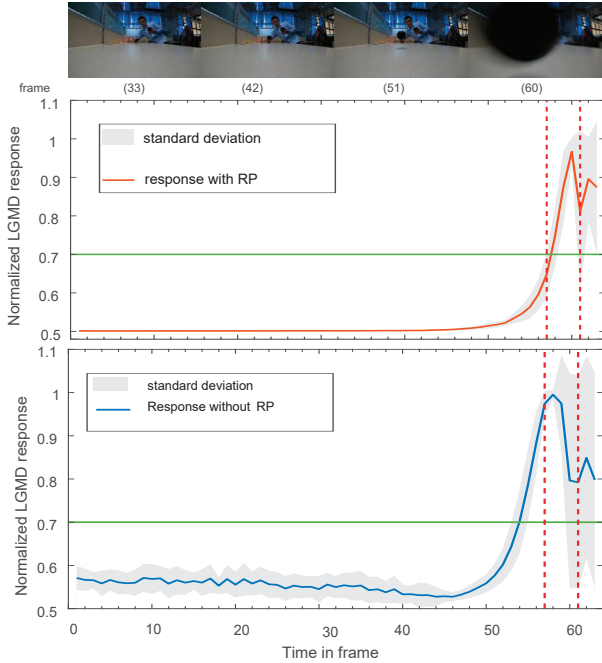 frame (33) (42) (51) (60)
1.1
1
0.9
0.8
0.7
0.6
0.5
Normalized LGMD response
standard deviation
response with RP
1.1
1
0.9
0.8
0.7
0.6
0.5
Normalized LGMD response
standard deviation
Response without RP
0 10 20 30 40 50 60
Time in frame